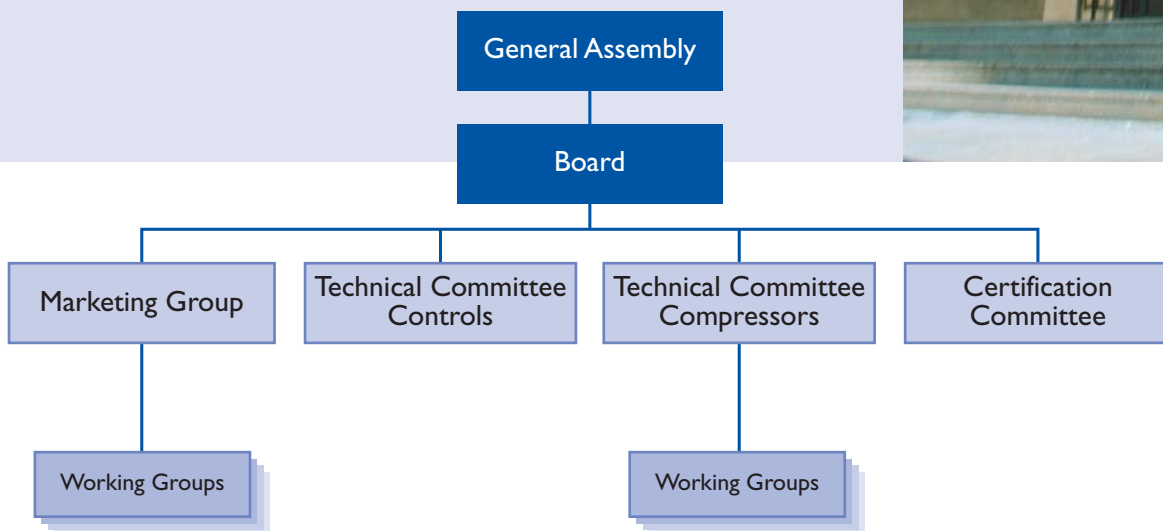 General Assembly
Board
Marketing Group
Technical Committee
Controls
Technical Committee
Compressors
Certification
Committee
Working Groups
Working Groups